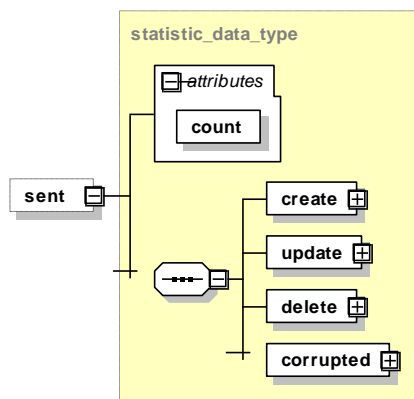 statistic_data_type
attributes
count
sent
create
update
delete
corrupted